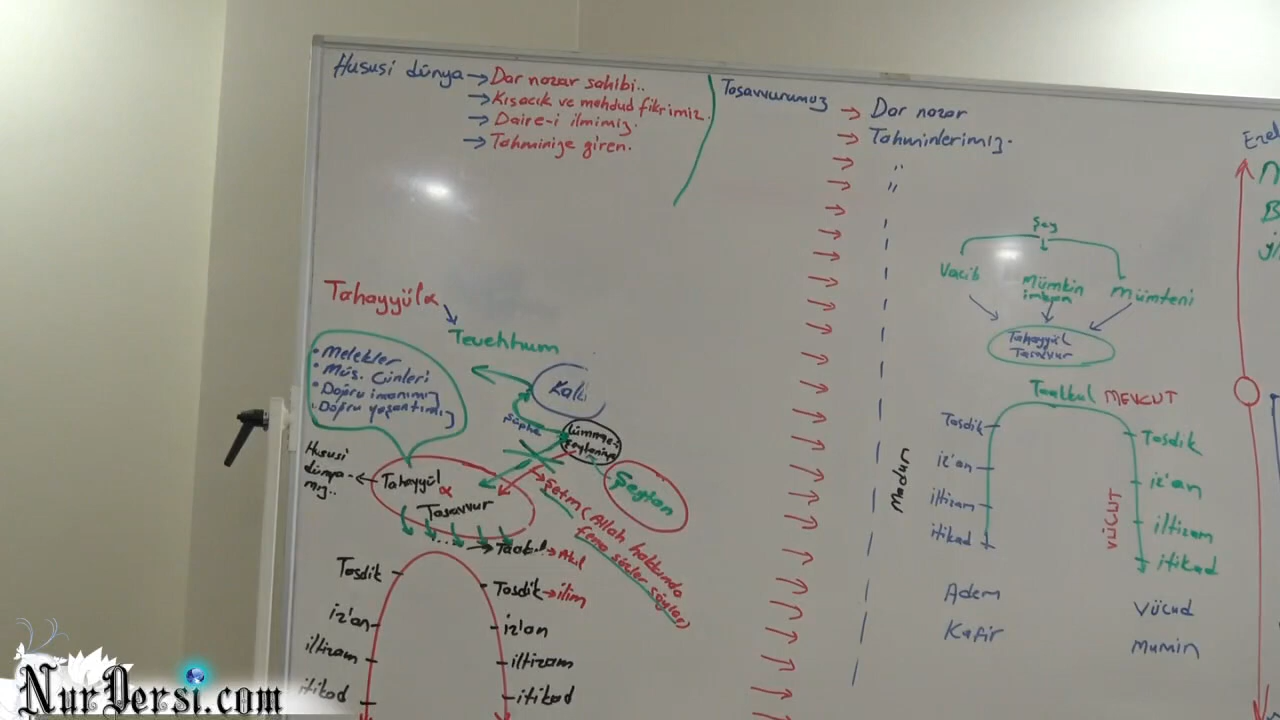 Hususi dünya → Dar nazar sahibi..
→ Kısacık ve mahdud fikrimiz.
→ Daire-i ilmimiz.
→ Tahminize giren.
Tasavvurumuz → Dar nazar
→ Tahminlerimiz.
"
"
Ezel
Şey
Vacib
Mümkin
imkan
Mümteni
Tahayyül
Tasavvur
Tahayyül
Tevehhüm
• Melekler
• Müs. Cinleri
• Doğru imanımız
• Doğru yaşantımız
Kalb
Şüphe
Lümme-i
şeytaniye
Şeytan
Şetm (Allah hakkında
fena sözler söyler)
Hususi
dünya-
mız..
Tahayyül
Tasavvur
Taakkul MEVCUT
Tasdik
iz'an
iltizam
itikad
Madum
Tasdik
iz'an
iltizam
itikad
VÜCUT
Adem
Kafir
Vücud
Mumin
→ Akıl
Tasdik
iz'an
iltizam
itikad
Tasdik → ilim
iz'an
iltizam
itikad
NurDersi.com